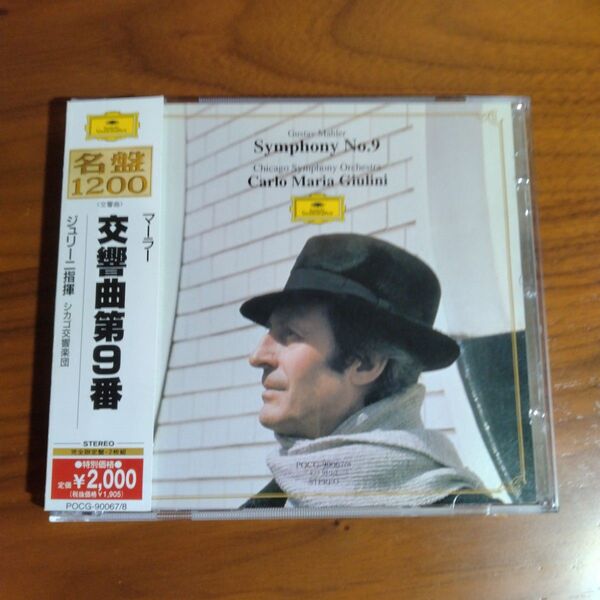 名盤
1200
(交響曲)
マーラー
交響曲第9番
ジュリーニ指揮 シカゴ交響楽団
STEREO
完全限定盤・2枚組
●特別価格●
定価¥2,000
(税抜価格¥1,905)
POCG-90067/8
Gustav Mahler
Symphony No.9
Chicago Symphony Orchestra
Carlo Maria Giulini
POCG-90067/8
STEREO